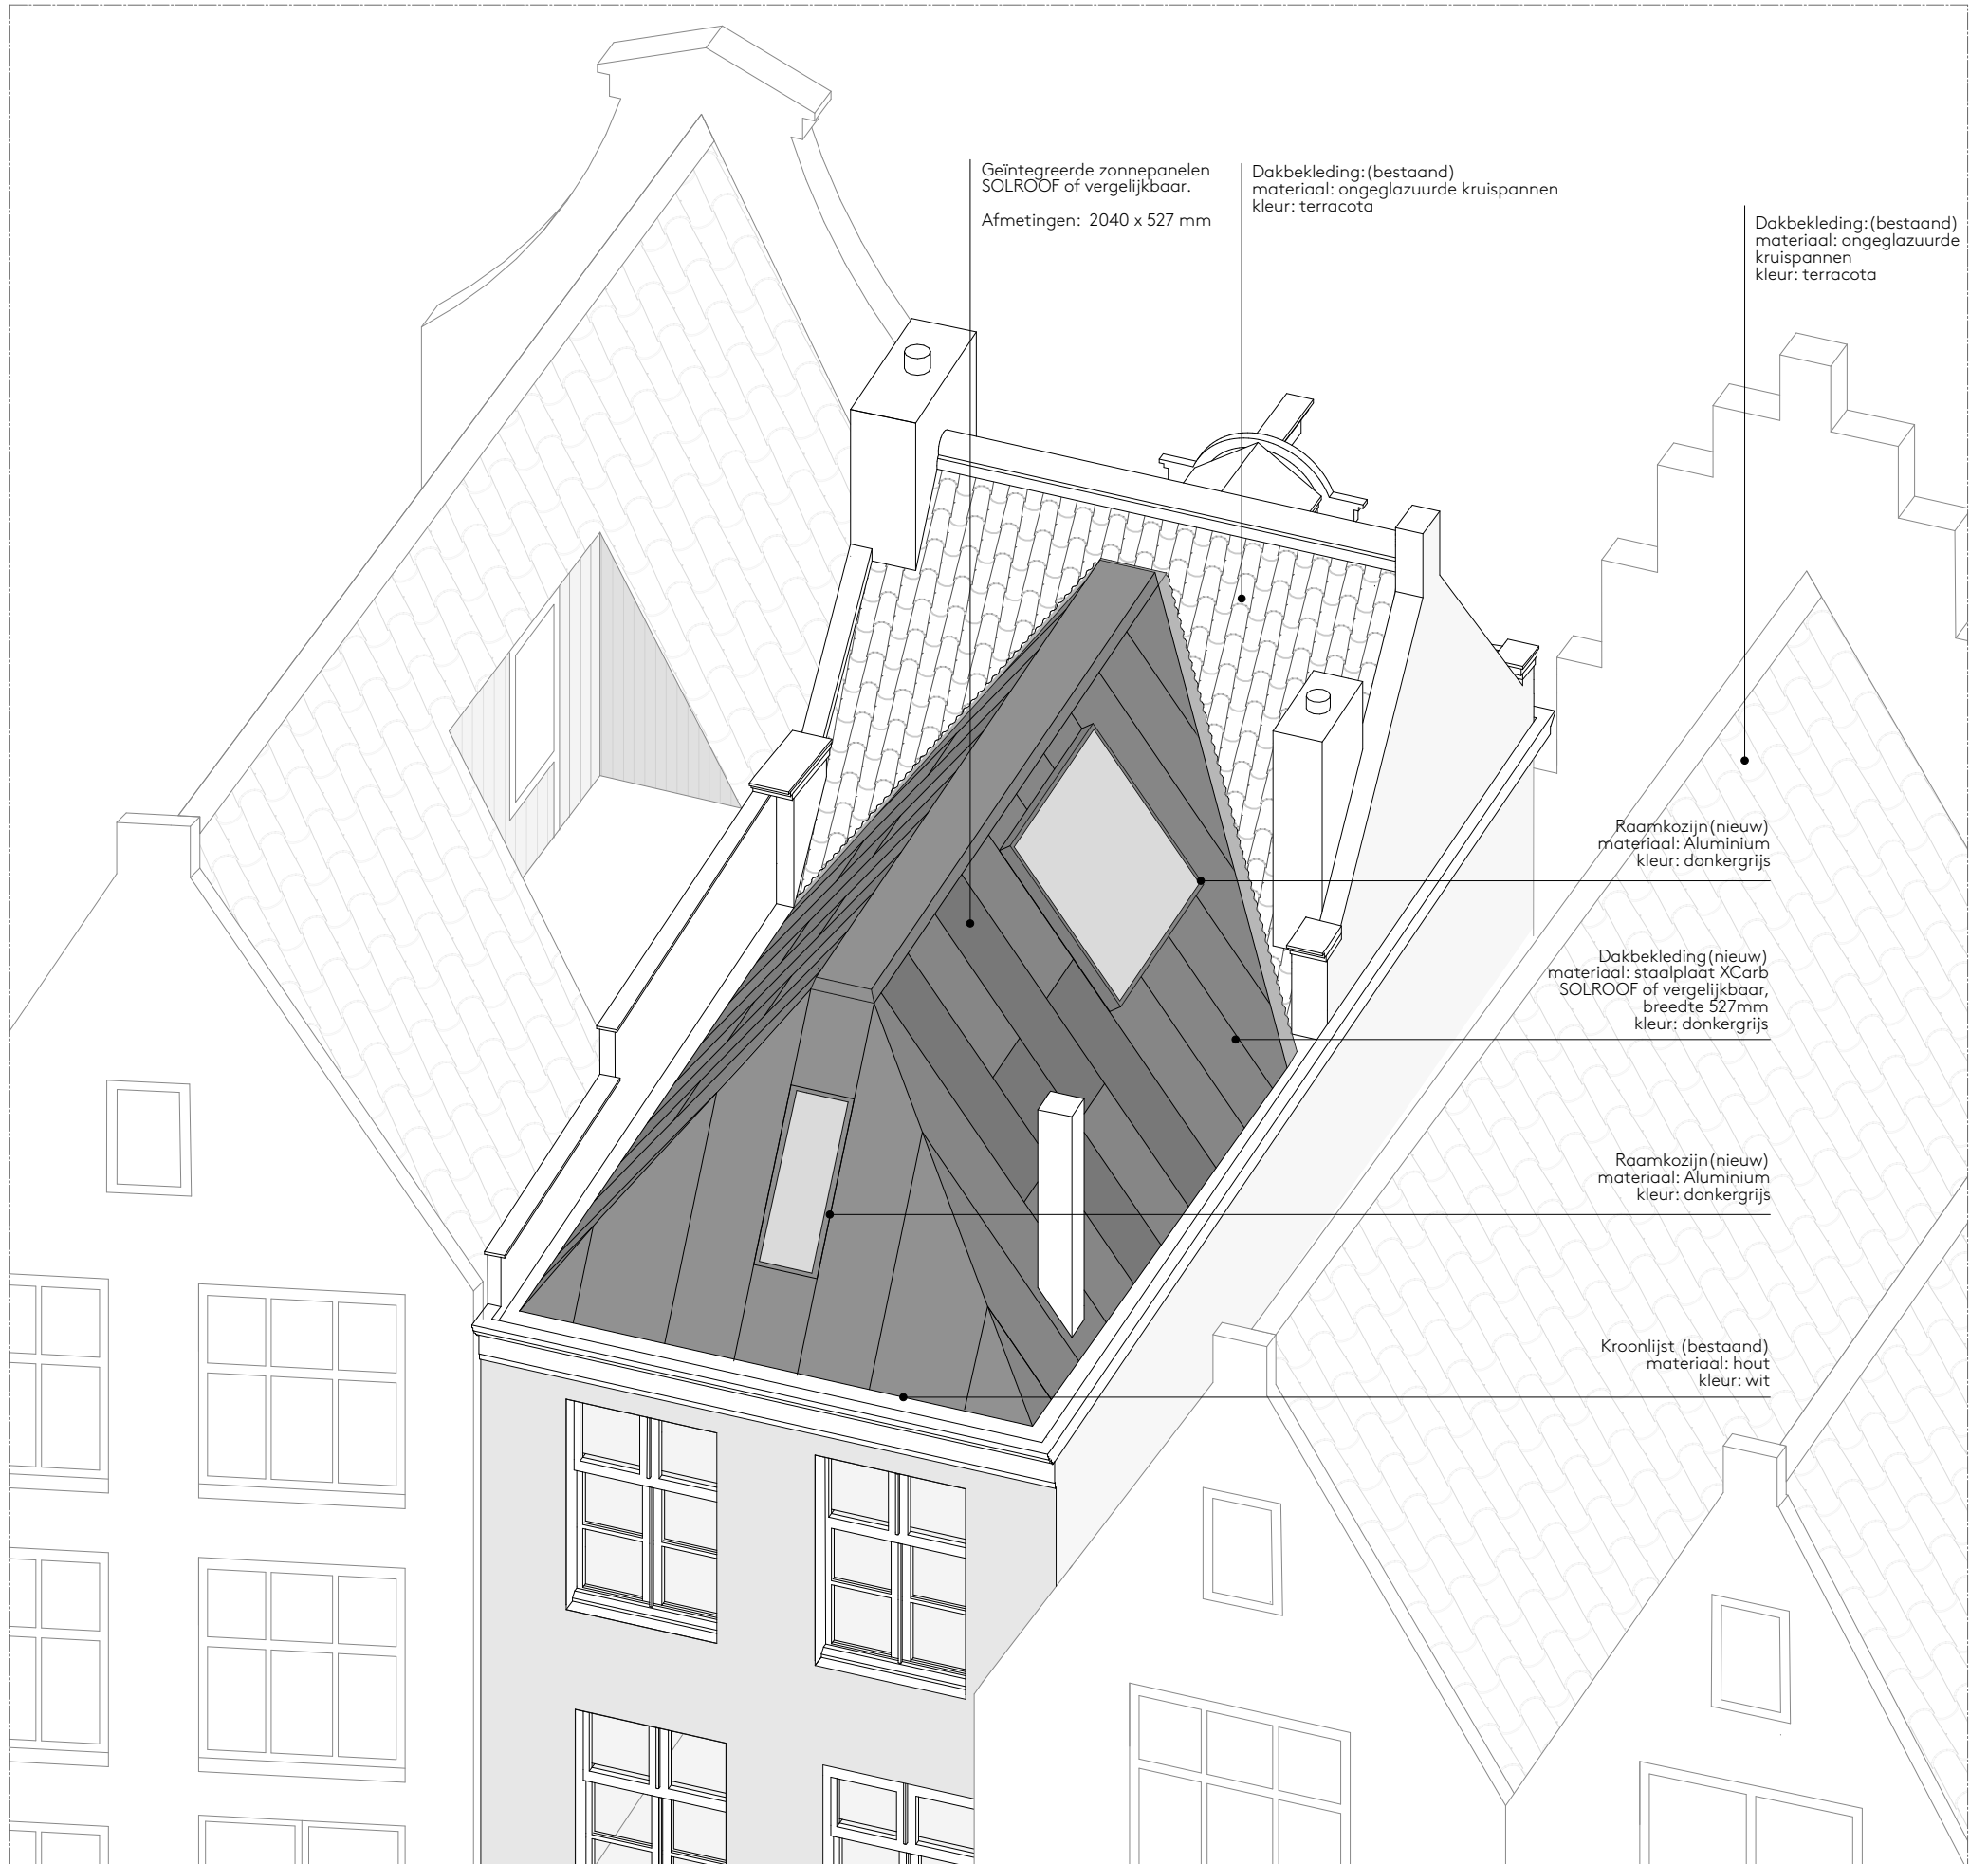 Geïntegreerde zonnepanelen
SOLROOF of vergelijkbaar.
Afmetingen: 2040 x 527 mm
Dakbekleding: (bestaand)
materiaal: ongeglazuurde kruispannen
kleur: terracota
Dakbekleding: (bestaand)
materiaal: ongeglazuurde
kruispannen
kleur: terracota
Raamkozijn (nieuw)
materiaal: Aluminium
kleur: donkergrijs
Dakbekleding (nieuw)
materiaal: staalplaat XCarb
SOLROOF of vergelijkbaar,
breedte 527mm
kleur: donkergrijs
Raamkozijn (nieuw)
materiaal: Aluminium
kleur: donkergrijs
Kroonlijst (bestaand)
materiaal: hout
kleur: wit